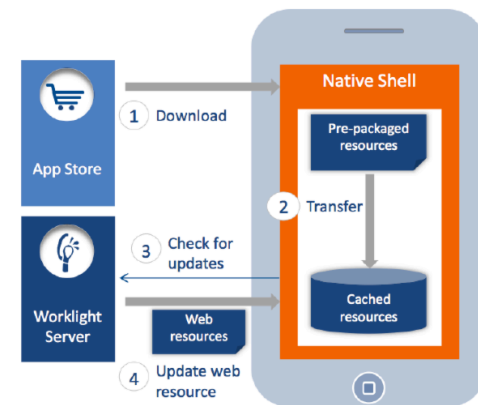 Native Shell
Pre-packaged
resources
1 Download
App Store
2 Transfer
3 Check for
updates
Cached
resources
Worklight
Server
Web
resources
4 Update web
resource